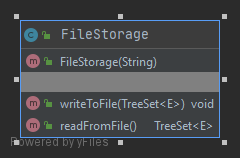 FileStorage
FileStorage(String)
writeToFile(TreeSet<E>) void
readFromFile() TreeSet<E>
Powered by yFiles